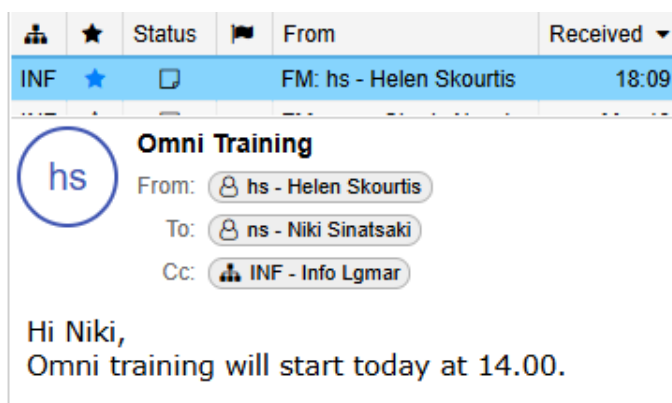 Status From Received
INF FM: hs - Helen Skourtis 18:09
hs
Omni Training
From: hs - Helen Skourtis
To: ns - Niki Sinatsaki
Cc: INF - Info Lgmar
Hi Niki,
Omni training will start today at 14.00.